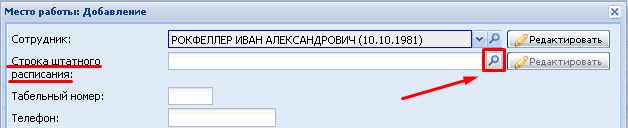 Место работы: Добавление
Сотрудник: РОКФЕЛЛЕР ИВАН АЛЕКСАНДРОВИЧ (10.10.1981) Редактировать
Строка штатного расписания: Редактировать
Табельный номер:
Телефон: